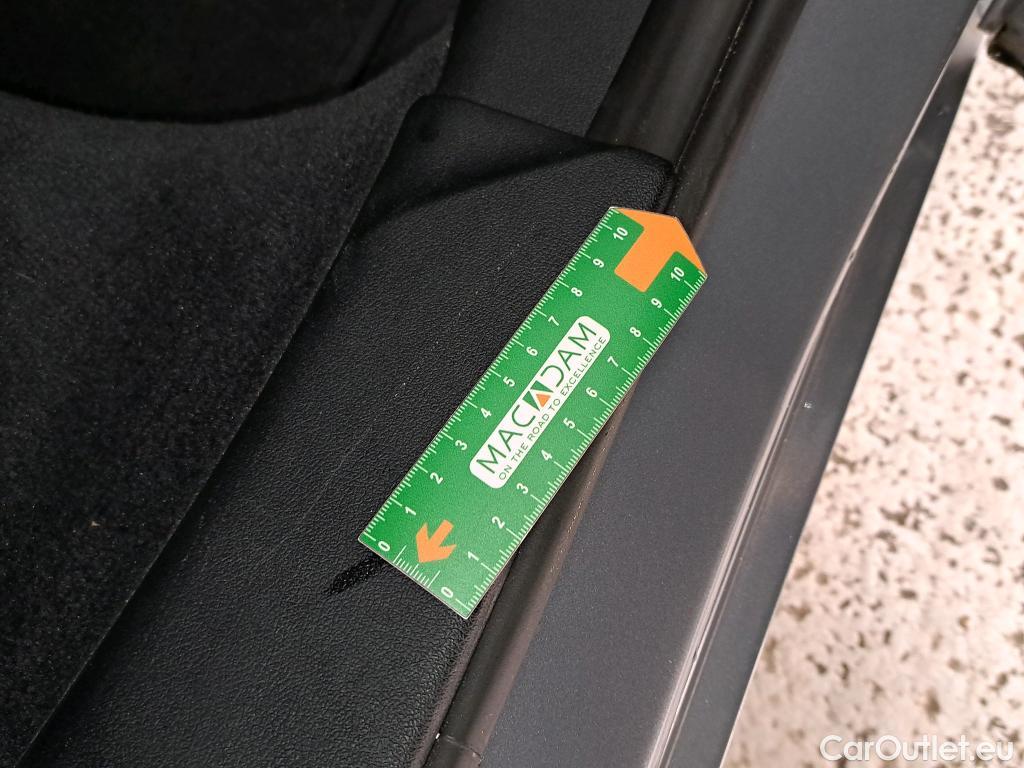 10 9 8 7 6 5 4 3 2 1 0
MACADAM
ON THE ROAD TO EXCELLENCE
10 9 8 7 6 5 4 3 2 1 0
CarOutlet.eu